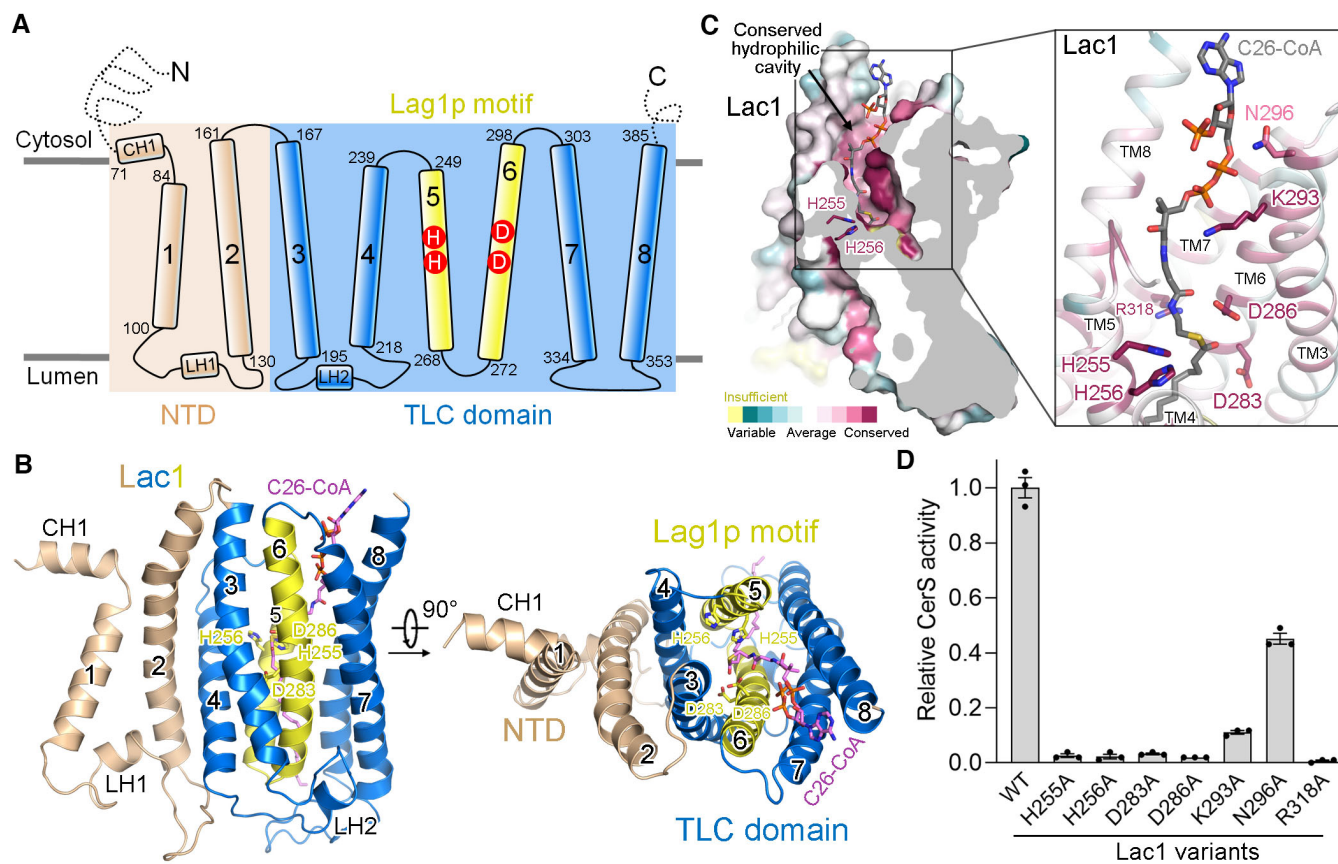 A
N
C
Lag1p motif
Cytosol
CH1
71
84
161
167
239
249
298
303
385
1
2
3
4
5
6
7
8
H
H
D
D
100
LH1
130
195
LH2
218
268
272
334
353
Lumen
NTD
TLC domain
B
Lac1
C26-CoA
CH1
6
8
3
5
H256
D286
H255
D283
1
2
4
7
LH1
LH2
90°
Lag1p motif
CH1
4
5
H256
H255
1
3
D283
D286
NTD
2
6
7
8
C26-CoA
TLC domain
C
Conserved
hydrophilic
cavity
Lac1
H255
H256
Insufficient
Variable Average Conserved
Lac1
C26-CoA
N296
TM8
K293
TM7
TM6
R318
D286
TM5
TM3
H255
H256
D283
TM4
D
Relative CerS activity
1.0
0.8
0.6
0.4
0.2
0.0
WT
H255A
H256A
D283A
D286A
K293A
N296A
R318A
Lac1 variants